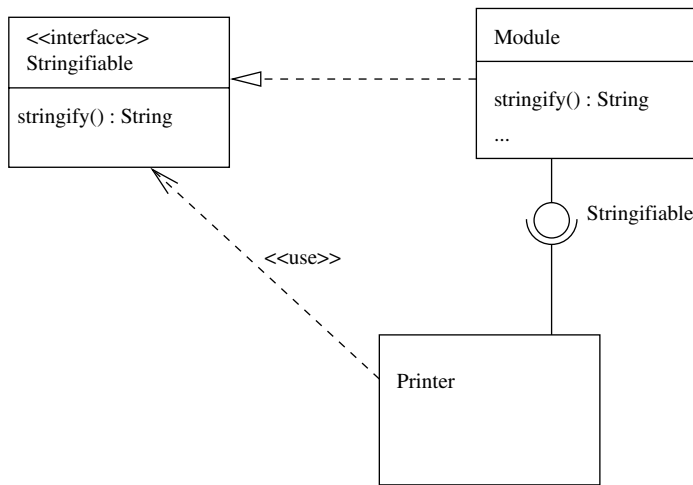 <<interface>>
Stringifiable
stringify() : String
Module
stringify() : String
...
Stringifiable
<<use>>
Printer